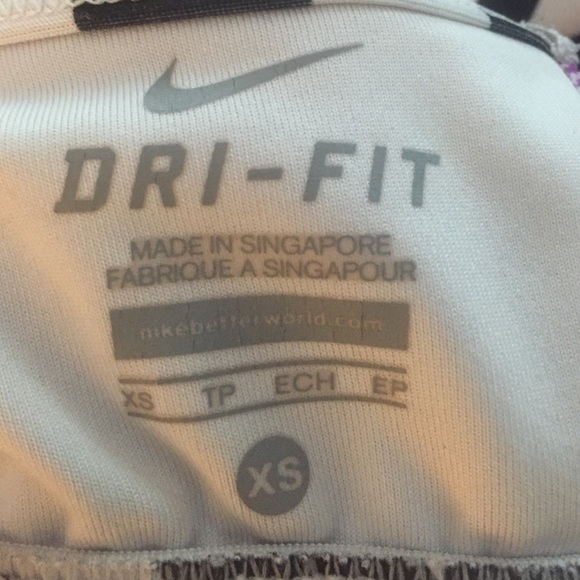 DRI-FIT
MADE IN SINGAPORE
FABRIQUE A SINGAPOUR
nikebetterworld.com
XS TP ECH EP
XS